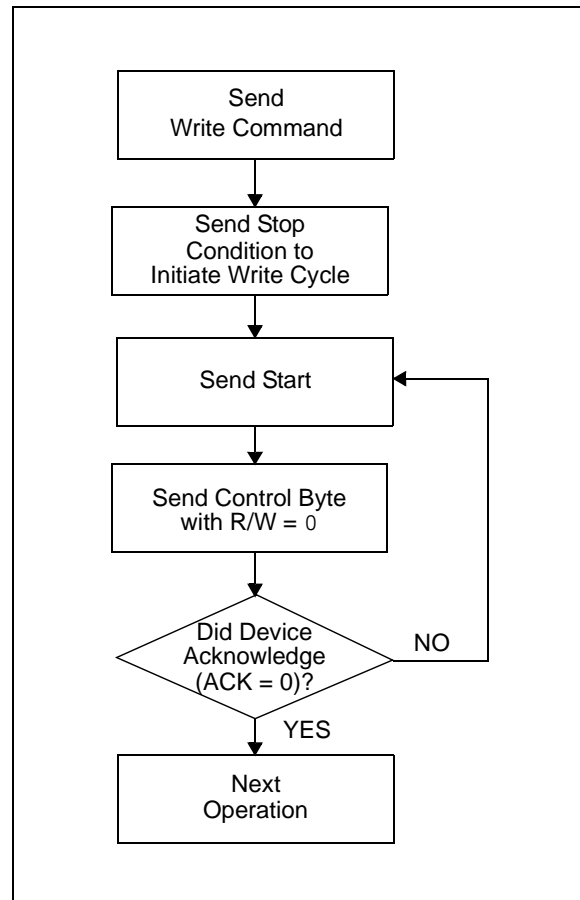 Send
Write Command
Send Stop
Condition to
Initiate Write Cycle
Send Start
Send Control Byte
with R/W = 0
Did Device
Acknowledge
(ACK = 0)?
NO
YES
Next
Operation